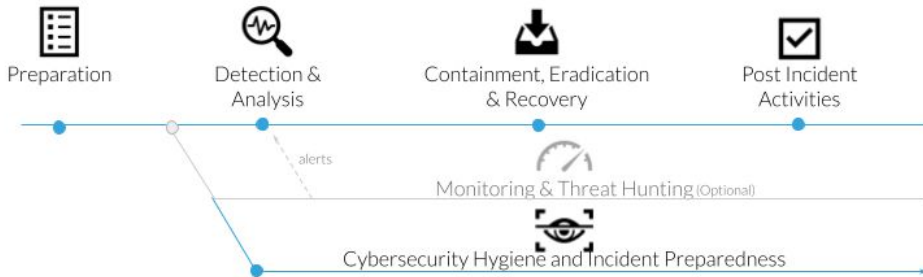 Preparation
Detection &
Analysis
Containment, Eradication
& Recovery
Post Incident
Activities
alerts
Monitoring & Threat Hunting (Optional)
Cybersecurity Hygiene and Incident Preparedness